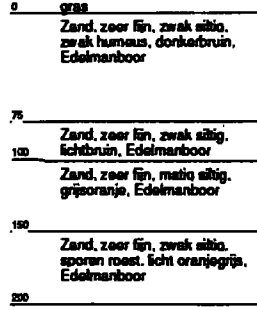 0 gras
Zand, zeer fijn, zwak siltig,
zwak humeus, donkerbruin,
Edelmanboor
75
Zand, zeer fijn, zwak siltig,
100 lichtbruin, Edelmanboor
Zand, zeer fijn, matig siltig,
grijsoranje, Edelmanboor
150
Zand, zeer fijn, zwak siltig,
sporen roest, licht oranjegrijs,
Edelmanboor
200